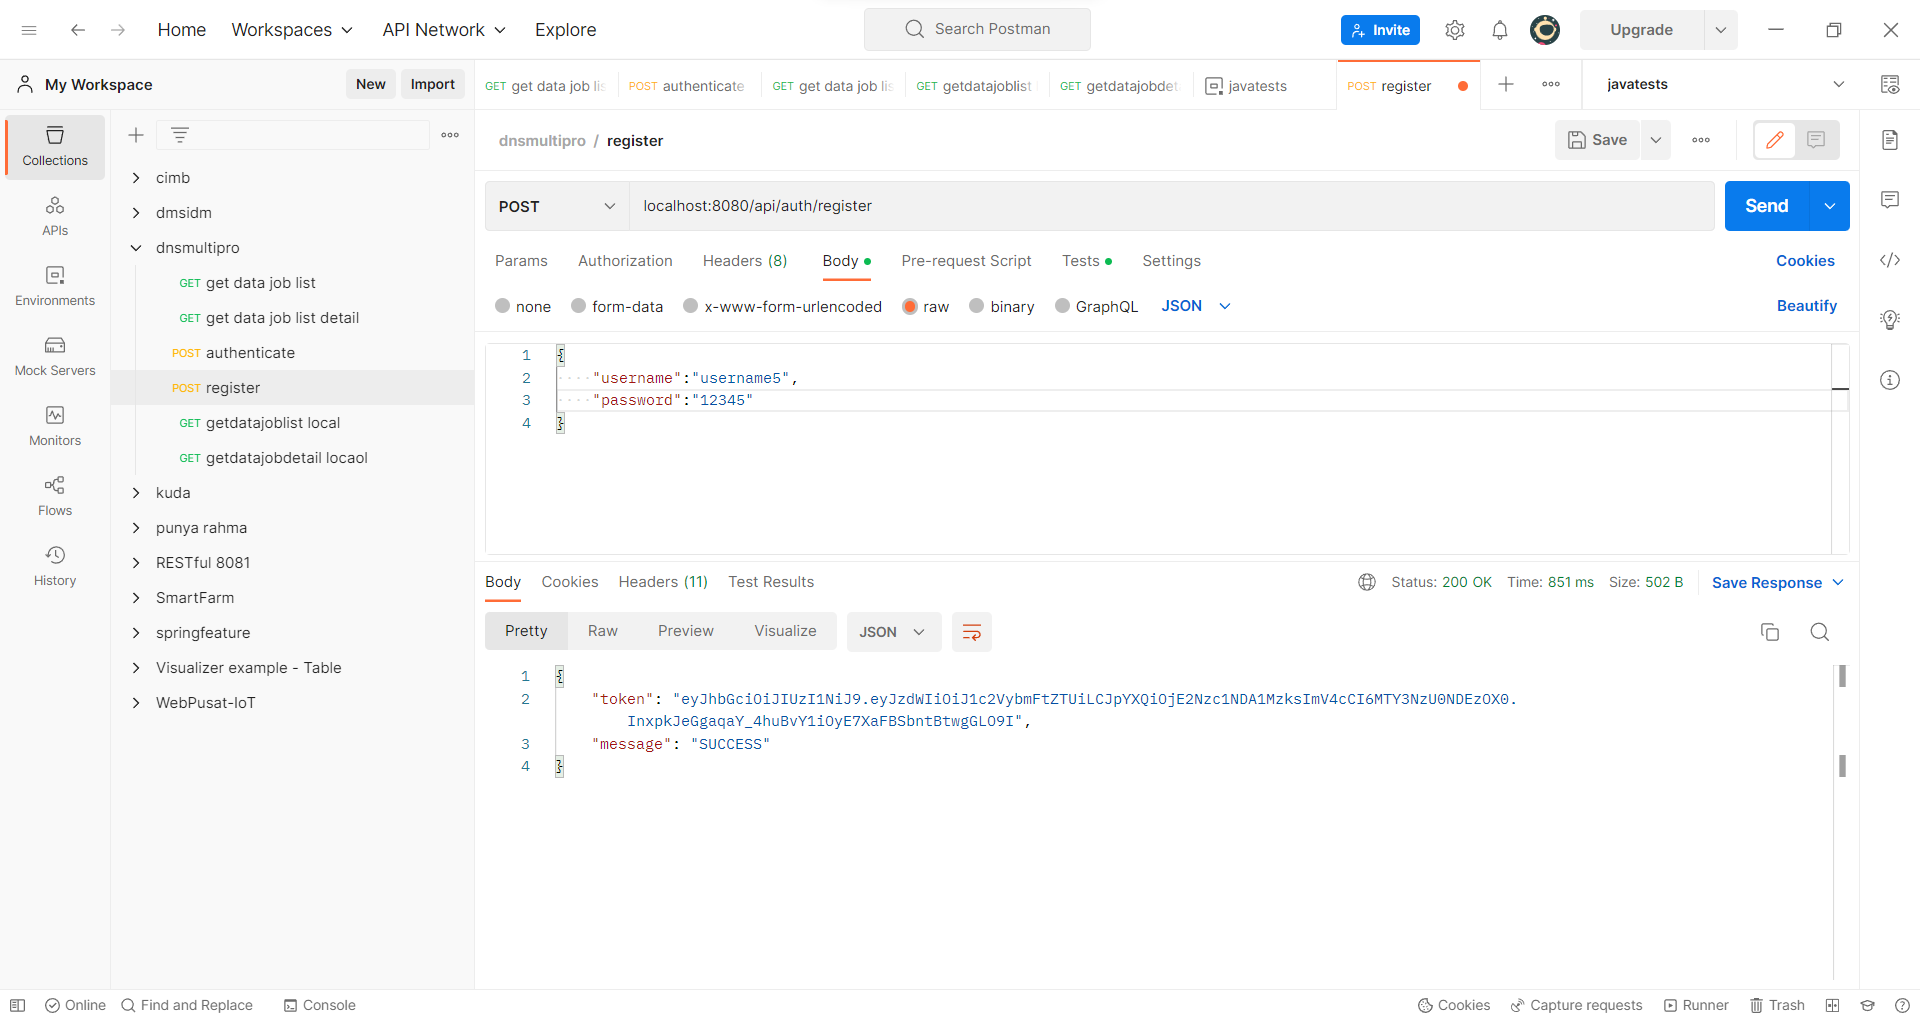 Home Workspaces API Network Explore Search Postman Invite Upgrade
My Workspace New Import
GET get data job lis POST authenticate GET get data job lis GET getdatajoblist GET getdatajobdet javatests POST register javatests
Collections
APIs
Environments
Mock Servers
Monitors
Flows
History
cimb
dmsidm
dnsmultipro
GET get data job list
GET get data job list detail
POST authenticate
POST register
GET getdatajoblist local
GET getdatajobdetail locaol
kuda
punya rahma
RESTful 8081
SmartFarm
springfeature
Visualizer example - Table
WebPusat-IoT
dnsmultipro / register Save
POST localhost:8080/api/auth/register Send
Params Authorization Headers (8) Body Pre-request Script Tests Settings Cookies
none form-data x-www-form-urlencoded raw binary GraphQL JSON Beautify
1 {
2 "username":"username5",
3 "password":"12345"
4 }
Body Cookies Headers (11) Test Results Status: 200 OK Time: 851 ms Size: 502 B Save Response
Pretty Raw Preview Visualize JSON
1 {
2 "token": "eyJhbGciOiJIUzI1NiJ9.eyJzdWIiOiJ1c2VybmFtZTUiLCJpYXQiOjE2Nzc1NDA1MzksImV4cCI6MTY3NzU0NDEzOX0.
InxpkJeGgaqaY_4huBvY1iOyE7XaFBSbntBtwgGLO9I",
3 "message": "SUCCESS"
4 }
Online Find and Replace Console Cookies Capture requests Runner Trash